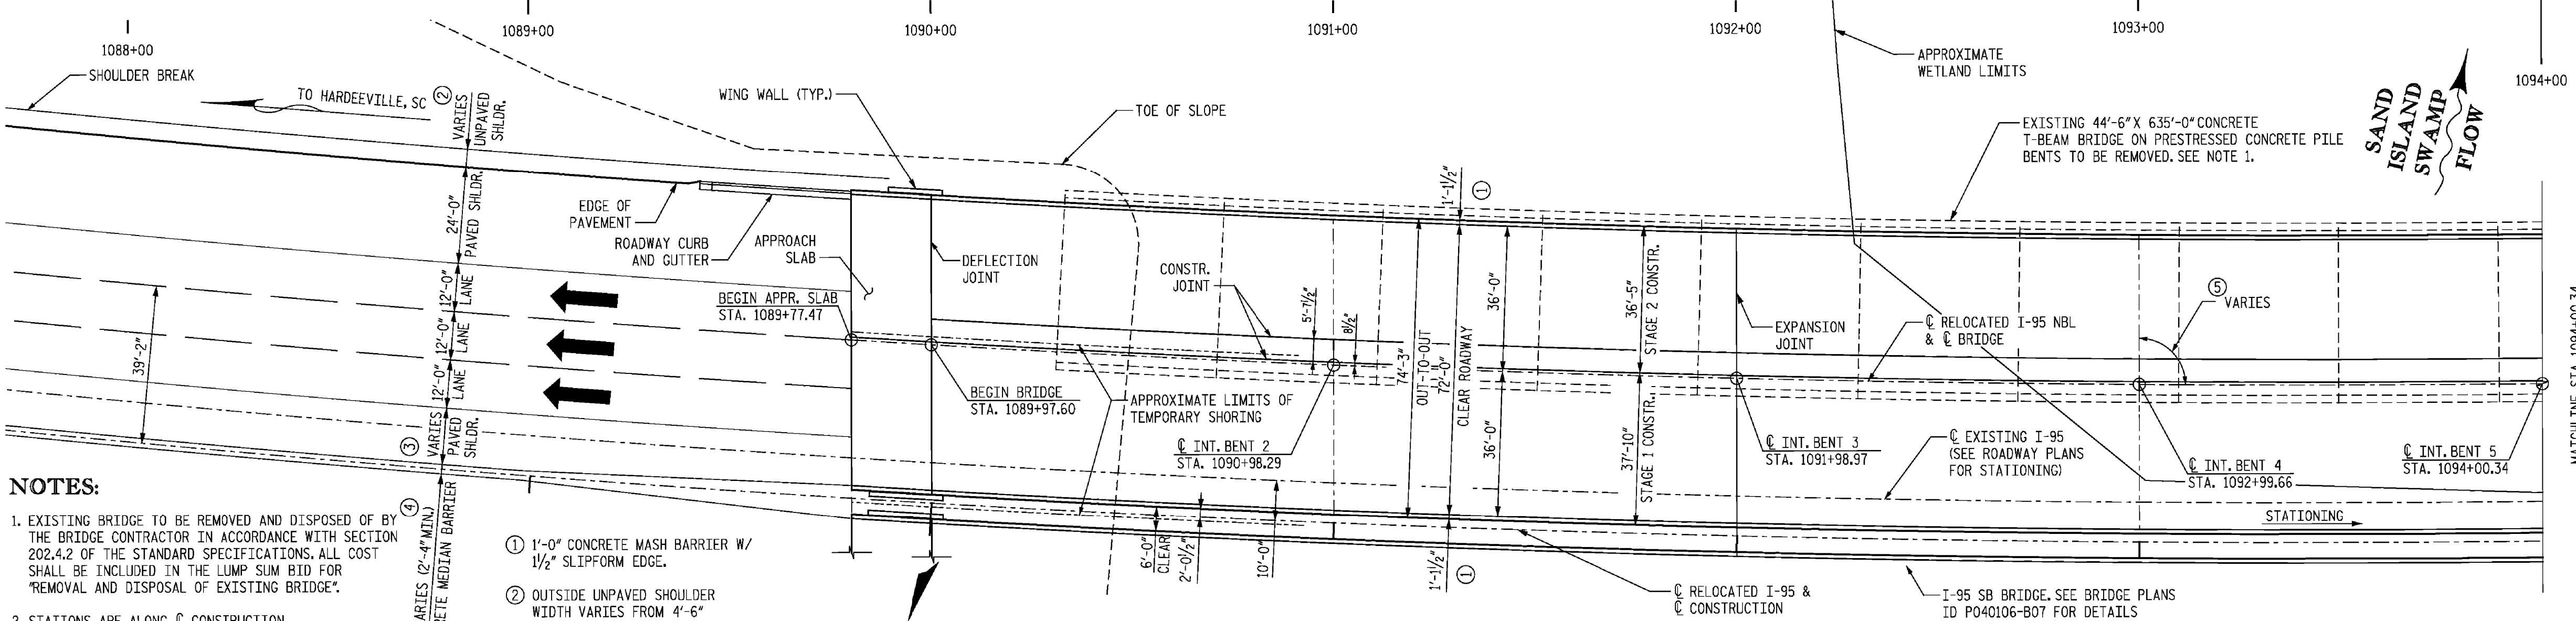 1088+00
1089+00
1090+00
1091+00
1092+00
1093+00
1094+00
SHOULDER BREAK
TO HARDEEVILLE, SC
②
VARIES
UNPAVED
SHLDR.
WING WALL (TYP.)
TOE OF SLOPE
APPROXIMATE
WETLAND LIMITS
EXISTING 44'-6" X 635'-0" CONCRETE
T-BEAM BRIDGE ON PRESTRESSED CONCRETE PILE
BENTS TO BE REMOVED. SEE NOTE 1.
SAND
ISLAND
SWAMP
FLOW
24'-0"
PAVED SHLDR.
EDGE OF
PAVEMENT
ROADWAY CURB
AND GUTTER
APPROACH
SLAB
DEFLECTION
JOINT
CONSTR.
JOINT
1'-1½"
①
12'-0"
LANE
12'-0"
LANE
12'-0"
LANE
39'-2"
BEGIN APPR. SLAB
STA. 1089+77.47
BEGIN BRIDGE
STA. 1089+97.60
APPROXIMATE LIMITS OF
TEMPORARY SHORING
5'-7½"
8½"
74'-3"
OUT-TO-OUT
72'-0"
CLEAR ROADWAY
36'-0"
36'-0"
36'-5"
STAGE 2 CONSTR.
37'-10"
STAGE 1 CONSTR.
EXPANSION
JOINT
℄ RELOCATED I-95 NBL
& ℄ BRIDGE
⑤
VARIES
℄ INT. BENT 2
STA. 1090+98.29
℄ INT. BENT 3
STA. 1091+98.97
℄ EXISTING I-95
(SEE ROADWAY PLANS
FOR STATIONING)
℄ INT. BENT 4
STA. 1092+99.66
℄ INT. BENT 5
STA. 1094+00.34
STATIONING
③
VARIES
PAVED
SHLDR.
④
(2'-4" MIN.)
MEDIAN BARRIER
6'-0"
CLEAR
2'-0½"
10'-0"
1'-1½"
①
℄ RELOCATED I-95 &
℄ CONSTRUCTION
I-95 SB BRIDGE. SEE BRIDGE PLANS
ID P040106-B07 FOR DETAILS
NOTES:
1. EXISTING BRIDGE TO BE REMOVED AND DISPOSED OF BY
THE BRIDGE CONTRACTOR IN ACCORDANCE WITH SECTION
202.4.2 OF THE STANDARD SPECIFICATIONS. ALL COST
SHALL BE INCLUDED IN THE LUMP SUM BID FOR
"REMOVAL AND DISPOSAL OF EXISTING BRIDGE".
2. STATIONS ARE ALONG ℄ CONSTRUCTION
① 1'-0" CONCRETE MASH BARRIER W/
1½" SLIPFORM EDGE.
② OUTSIDE UNPAVED SHOULDER
WIDTH VARIES FROM 4'-6"